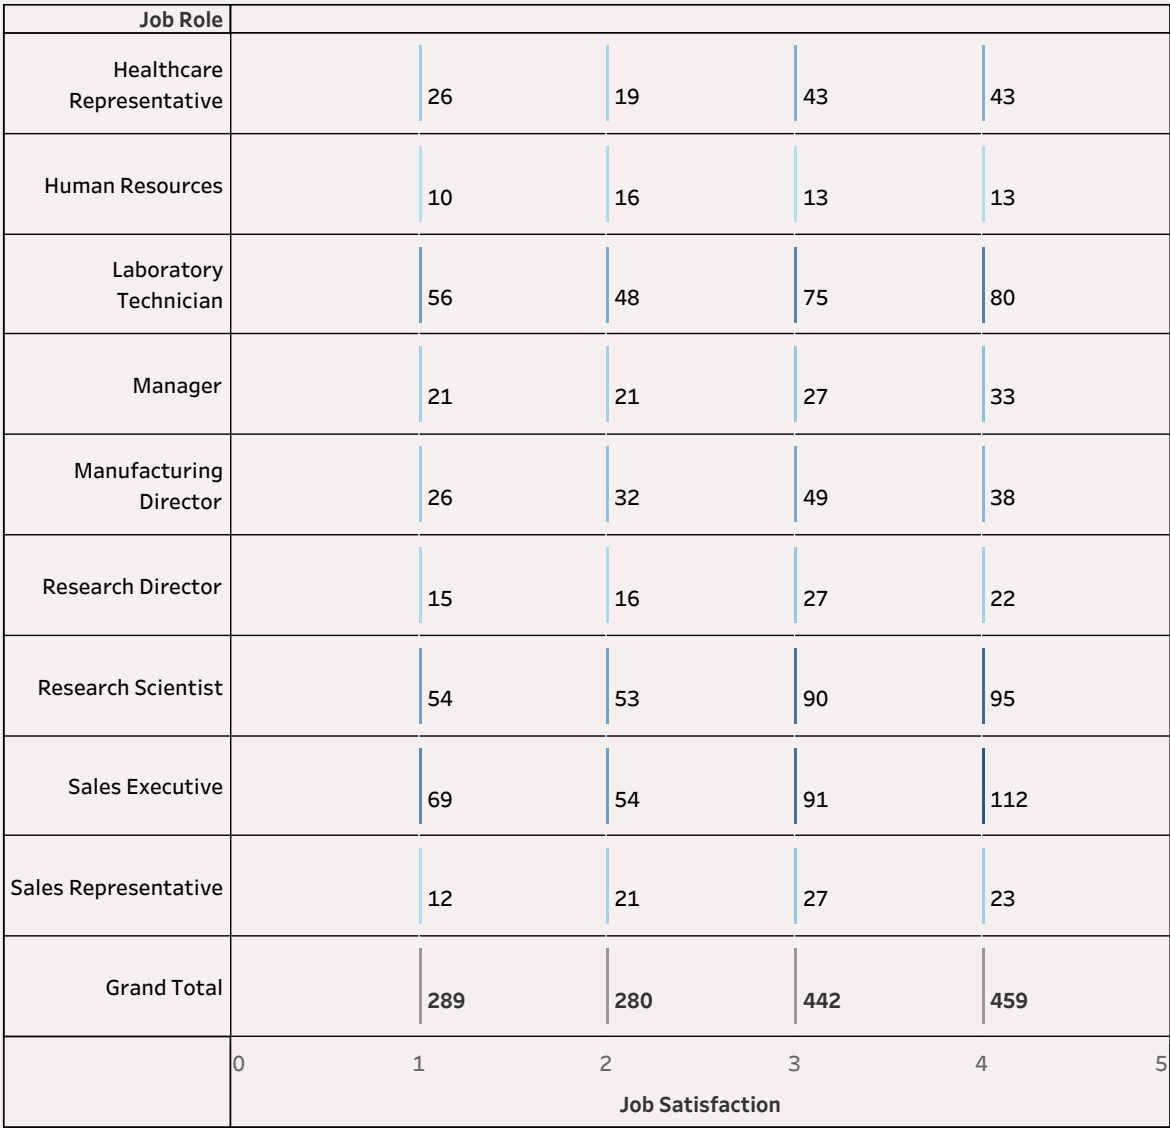 Job Role
Healthcare
Representative
26 19 43 43
Human Resources
10 16 13 13
Laboratory
Technician
56 48 75 80
Manager
21 21 27 33
Manufacturing
Director
26 32 49 38
Research Director
15 16 27 22
Research Scientist
54 53 90 95
Sales Executive
69 54 91 112
Sales Representative
12 21 27 23
Grand Total
289 280 442 459
0 1 2 3 4 5
Job Satisfaction